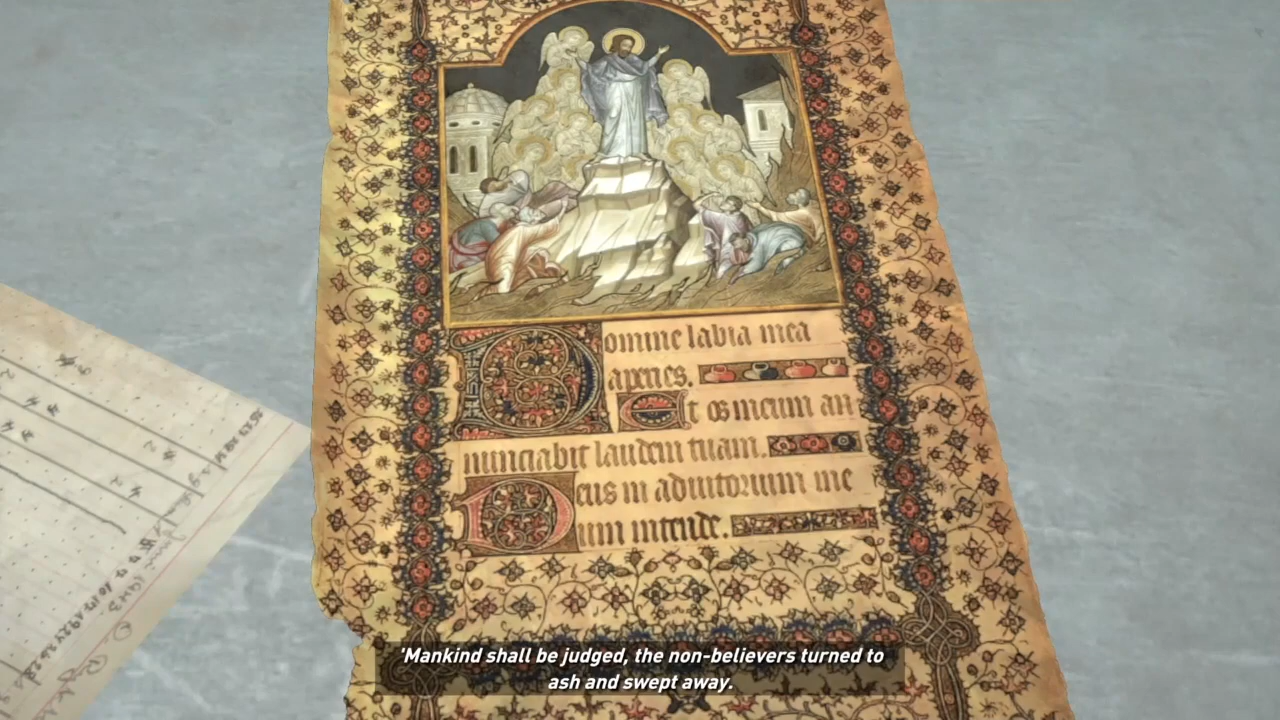 Domine labia mea
aperies.
Et os meum an
nunciabit laudem tuam.
Deus in adiutorium me
um intende.
'Mankind shall be judged, the non-believers turned to
ash and swept away.